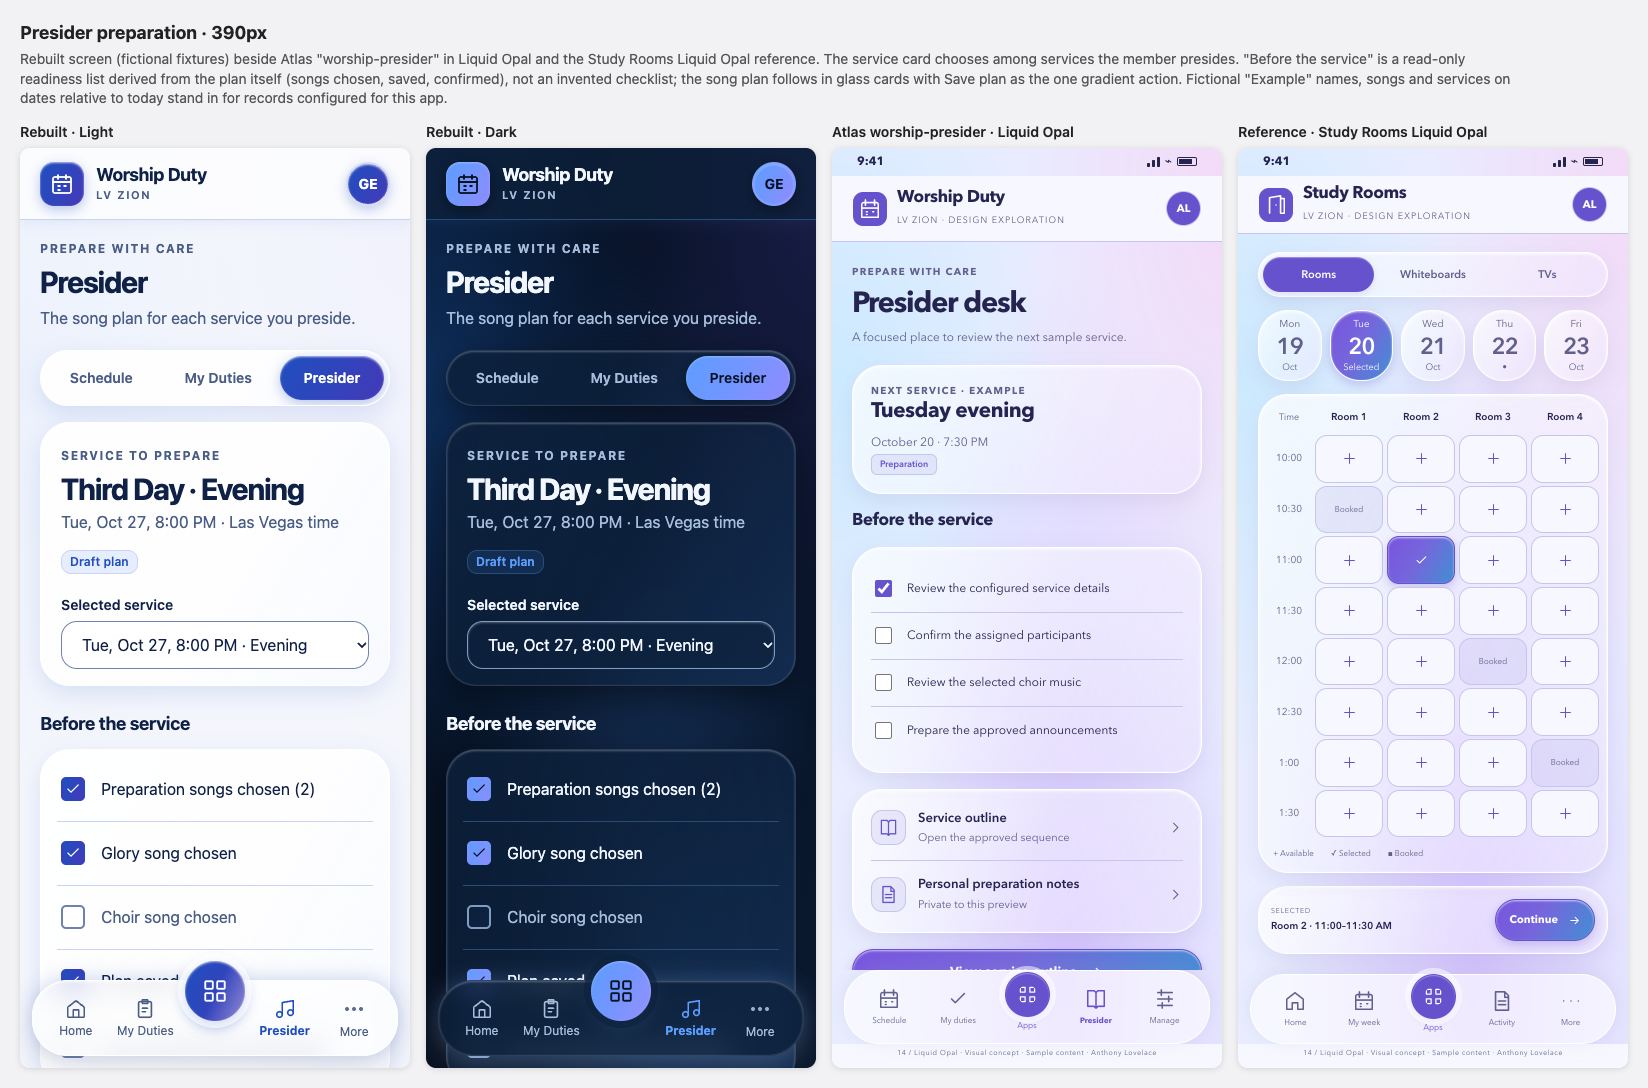 Presider preparation · 390px
Rebuilt screen (fictional fixtures) beside Atlas "worship-presider" in Liquid Opal and the Study Rooms Liquid Opal reference. The service card chooses among services the member presides. "Before the service" is a read-only
readiness list derived from the plan itself (songs chosen, saved, confirmed), not an invented checklist; the song plan follows in glass cards with Save plan as the one gradient action. Fictional "Example" names, songs and services on
dates relative to today stand in for records configured for this app.
Rebuilt · Light
Worship Duty
LV ZION
GE
PREPARE WITH CARE
Presider
The song plan for each service you preside.
Schedule My Duties Presider
SERVICE TO PREPARE
Third Day · Evening
Tue, Oct 27, 8:00 PM · Las Vegas time
Draft plan
Selected service
Tue, Oct 27, 8:00 PM · Evening
Before the service
Preparation songs chosen (2)
Glory song chosen
Choir song chosen
Plan saved
Home My Duties Presider More
Rebuilt · Dark
Worship Duty
LV ZION
GE
PREPARE WITH CARE
Presider
The song plan for each service you preside.
Schedule My Duties Presider
SERVICE TO PREPARE
Third Day · Evening
Tue, Oct 27, 8:00 PM · Las Vegas time
Draft plan
Selected service
Tue, Oct 27, 8:00 PM · Evening
Before the service
Preparation songs chosen (2)
Glory song chosen
Choir song chosen
Plan saved
Home My Duties Presider More
Atlas worship-presider · Liquid Opal
9:41
Worship Duty
LV ZION · DESIGN EXPLORATION
AL
PREPARE WITH CARE
Presider desk
A focused place to review the next sample service.
NEXT SERVICE · EXAMPLE
Tuesday evening
October 20 · 7:30 PM
Preparation
Before the service
Review the configured service details
Confirm the assigned participants
Review the selected choir music
Prepare the approved announcements
Service outline
Open the approved sequence
Personal preparation notes
Private to this preview
View service outline →
Schedule My duties Apps Presider Manage
14 / Liquid Opal · Visual concept · Sample content · Anthony Lovelace
Reference · Study Rooms Liquid Opal
9:41
Study Rooms
LV ZION · DESIGN EXPLORATION
AL
Rooms Whiteboards TVs
Mon Tue Wed Thu Fri
19 20 21 22 23
Oct Selected Oct • Oct
Time Room 1 Room 2 Room 3 Room 4
10:00 + + + +
10:30 Booked + + +
11:00 + ✓ + +
11:30 + + + +
12:00 + + Booked +
12:30 + + + +
1:00 + + + Booked
1:30 + + + +
+ Available ✓ Selected ■ Booked
SELECTED
Room 2 · 11:00–11:30 AM
Continue →
Home My week Apps Activity More
14 / Liquid Opal · Visual concept · Sample content · Anthony Lovelace